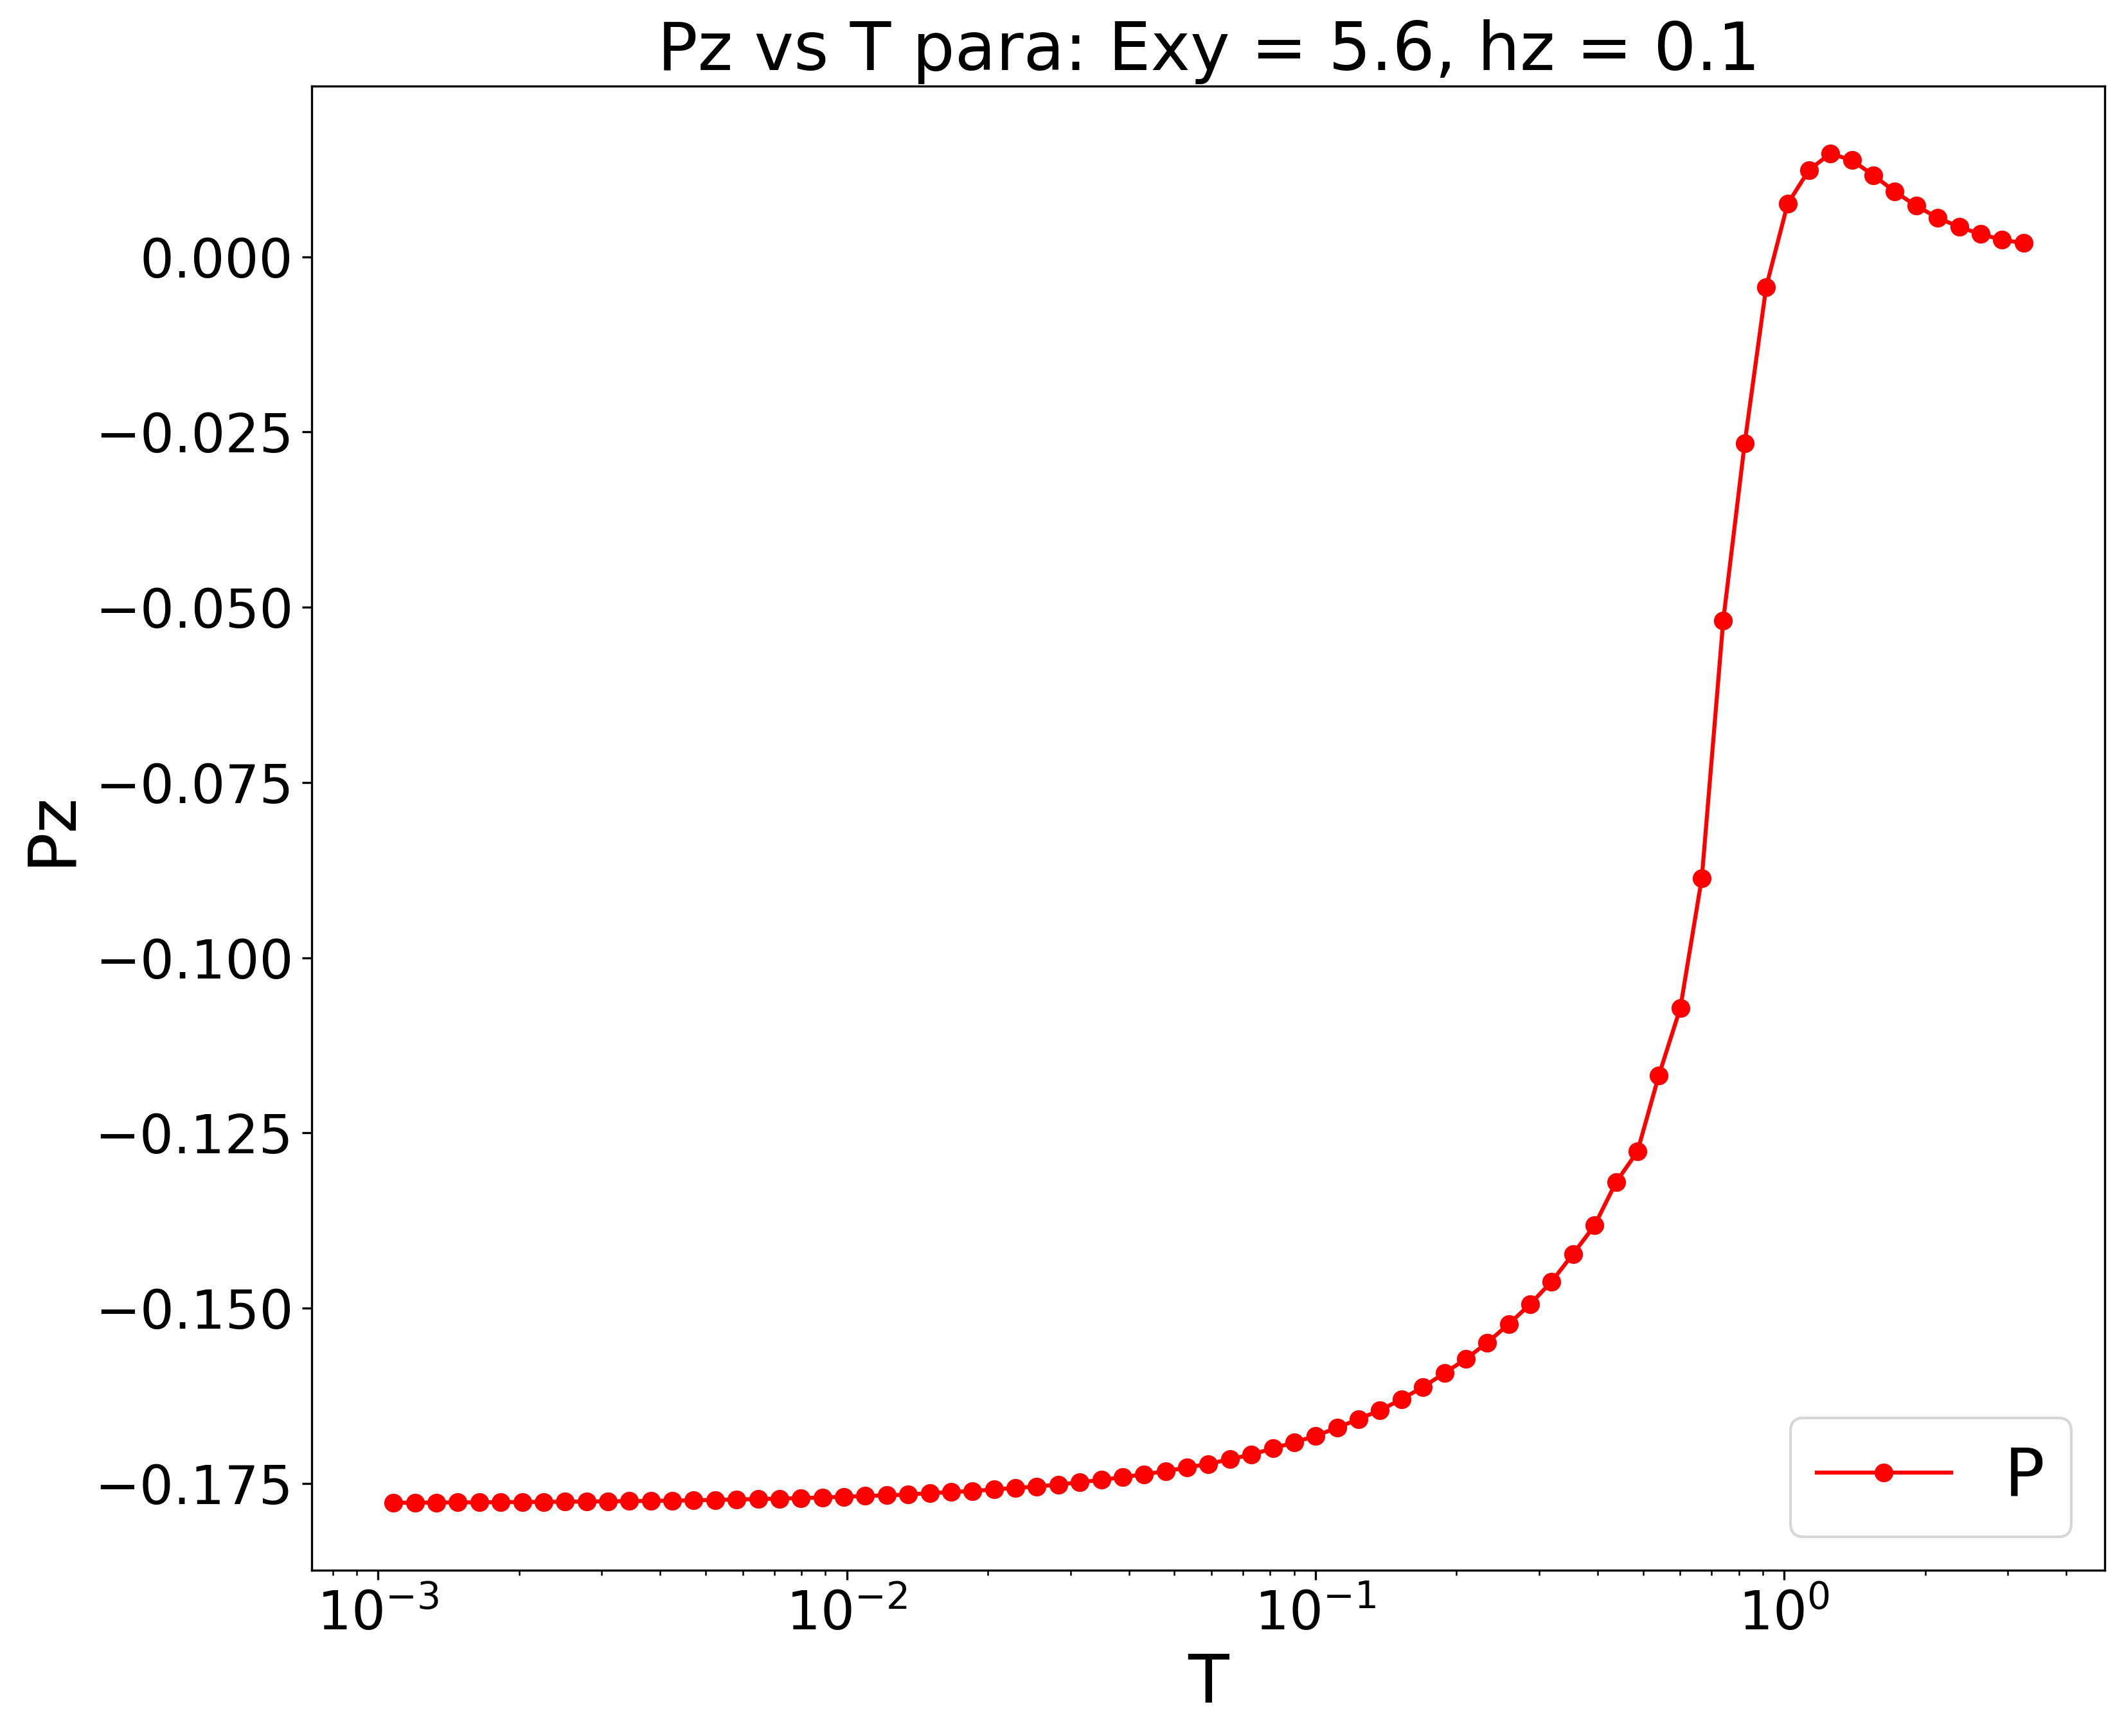 Pz vs T para: Exy = 5.6, hz = 0.1
0.000
−0.025
−0.050
−0.075
−0.100
−0.125
−0.150
−0.175
Pz
P
10⁻³ 10⁻² 10⁻¹ 10⁰
T